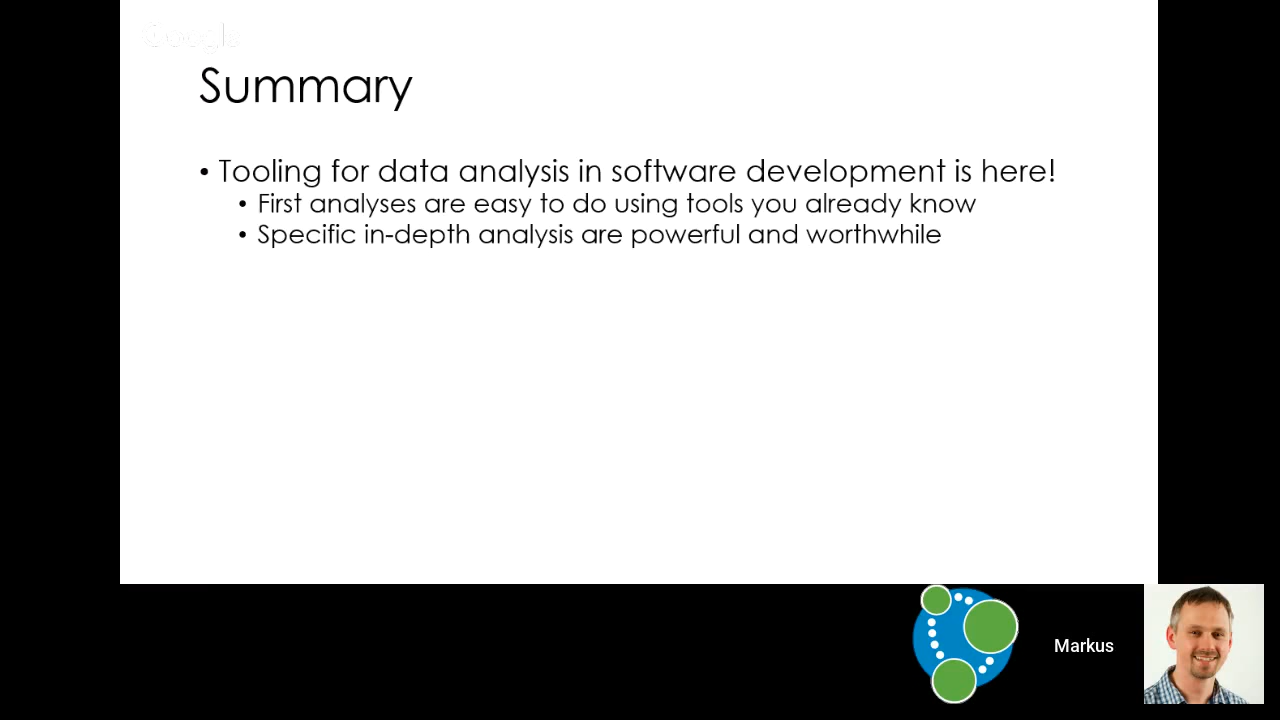 Google
Summary
• Tooling for data analysis in software development is here!
• First analyses are easy to do using tools you already know
• Specific in-depth analysis are powerful and worthwhile
Markus